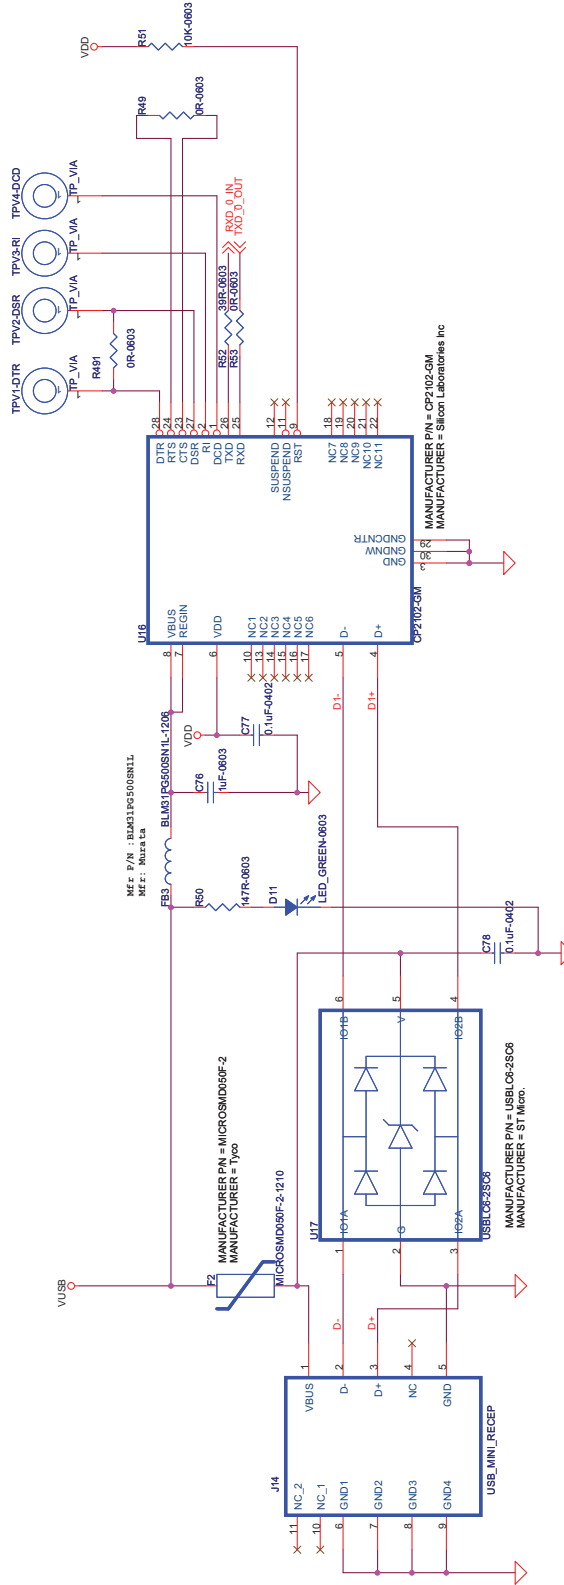 VUSB
F2
MANUFACTURER P/N = MICROSMD050F-2
MANUFACTURER = Tyco
MICROSMD050F-2-1210
Mfr P/N :BLM31PG500SN1L
Mfr: Murata
FB3
BLM31PG500SN1L-1206
R50
147R-0603
D11
LED_GREEN-0603
C76
1uF-0603
VDD
C77
0.1uF-0402
C78
0.1uF-0402
J14
USB_MINI_RECEP
11
NC_2
10
NC_1
6
GND1
7
GND2
8
GND3
9
GND4
VBUS
1
D-
2
D+
3
NC
4
GND
5
D-
D+
U17
USBLC6-2SC6
MANUFACTURER P/N = USBLC6-2SC6
MANUFACTURER = ST Micro.
1
IO1A
2
G
3
IO2A
IO1B
6
V
5
IO2B
4
D1-
D1+
U16
CP2102-GM
MANUFACTURER P/N = CP2102-GM
MANUFACTURER = Silicon Laboratories Inc
8
VBUS
7
REGIN
6
VDD
10
NC1
13
NC2
14
NC3
15
NC4
16
NC5
17
NC6
5
D-
4
D+
DTR
28
RTS
24
CTS
23
DSR
27
RI
2
DCD
1
TXD
26
RXD
25
SUSPEND
12
NSUSPEND
11
RST
9
NC7
18
NC8
19
NC9
20
NC10
21
NC11
22
GND
3
GNDNW
30
GNDCNTR
29
TPV1-DTR
1
TP_VIA
R491
0R-0603
TPV2-DSR
1
TP_VIA
TPV3-RI
1
TP_VIA
TPV4-DCD
1
TP_VIA
R52
39R-0603
R53
0R-0603
RXD_0_IN
TXD_0_OUT
R49
0R-0603
VDD
R51
10K-0603